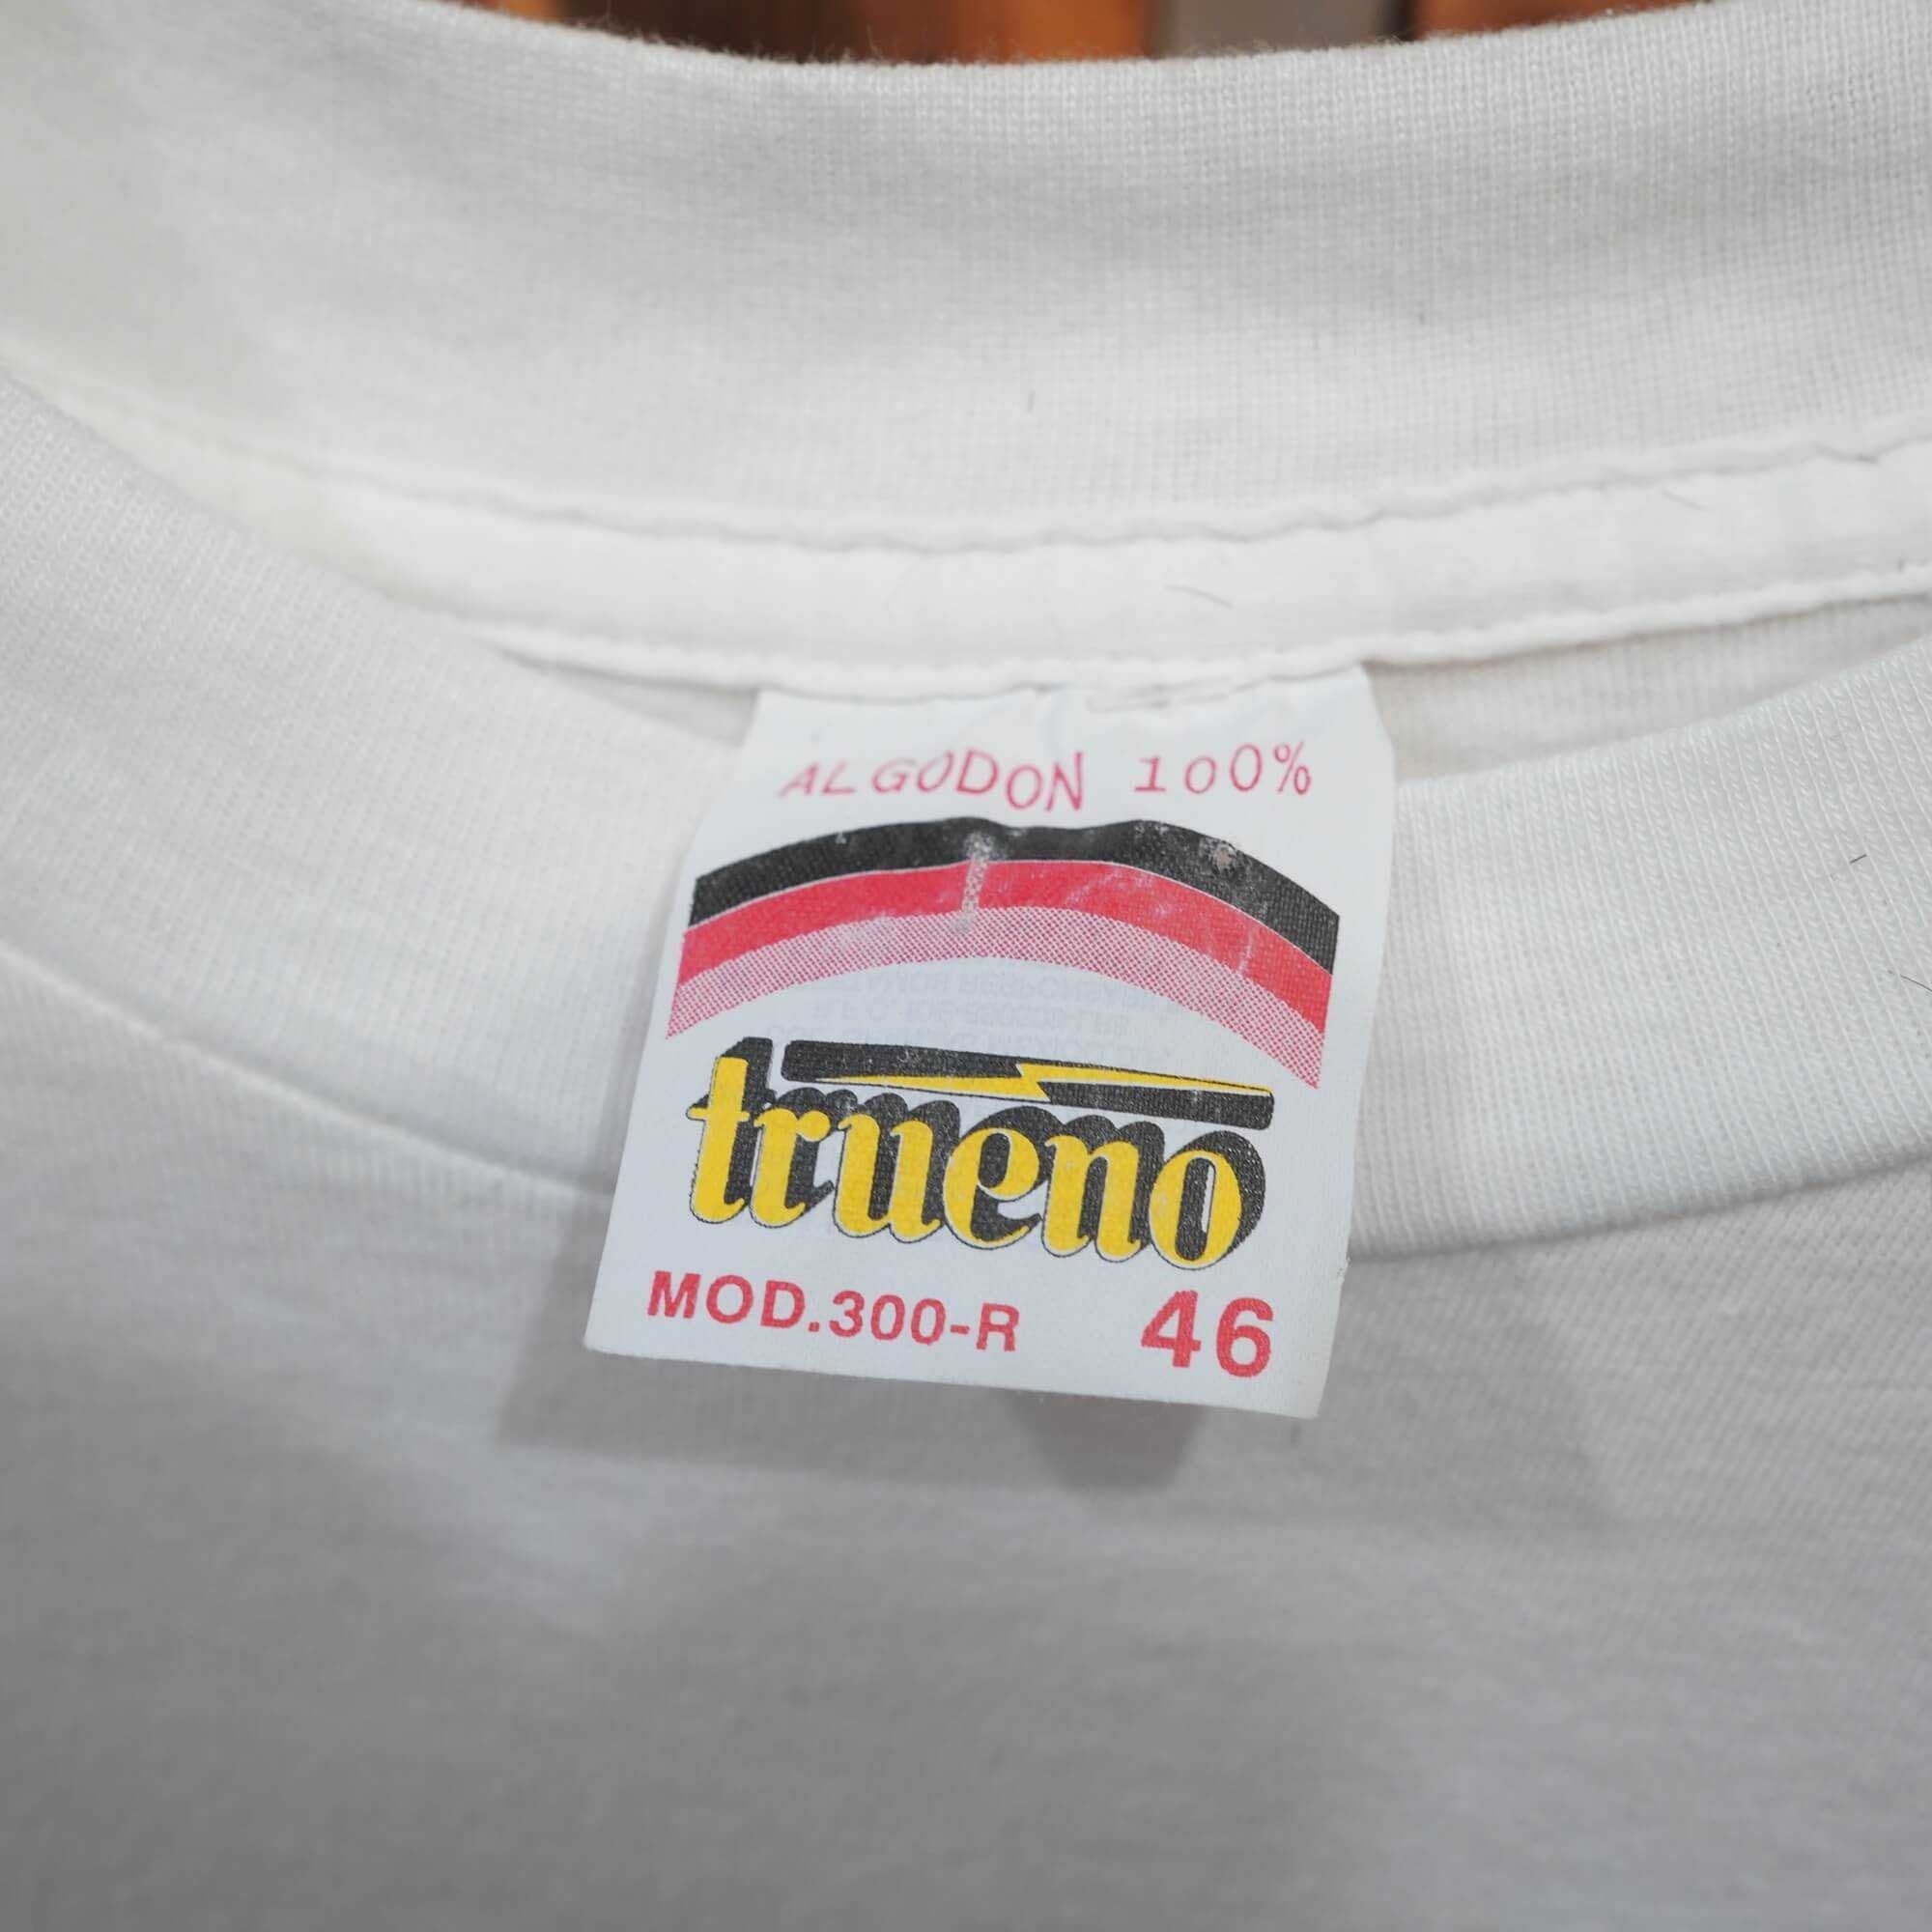 ALGODON 100%
trueno
MOD.300-R 46